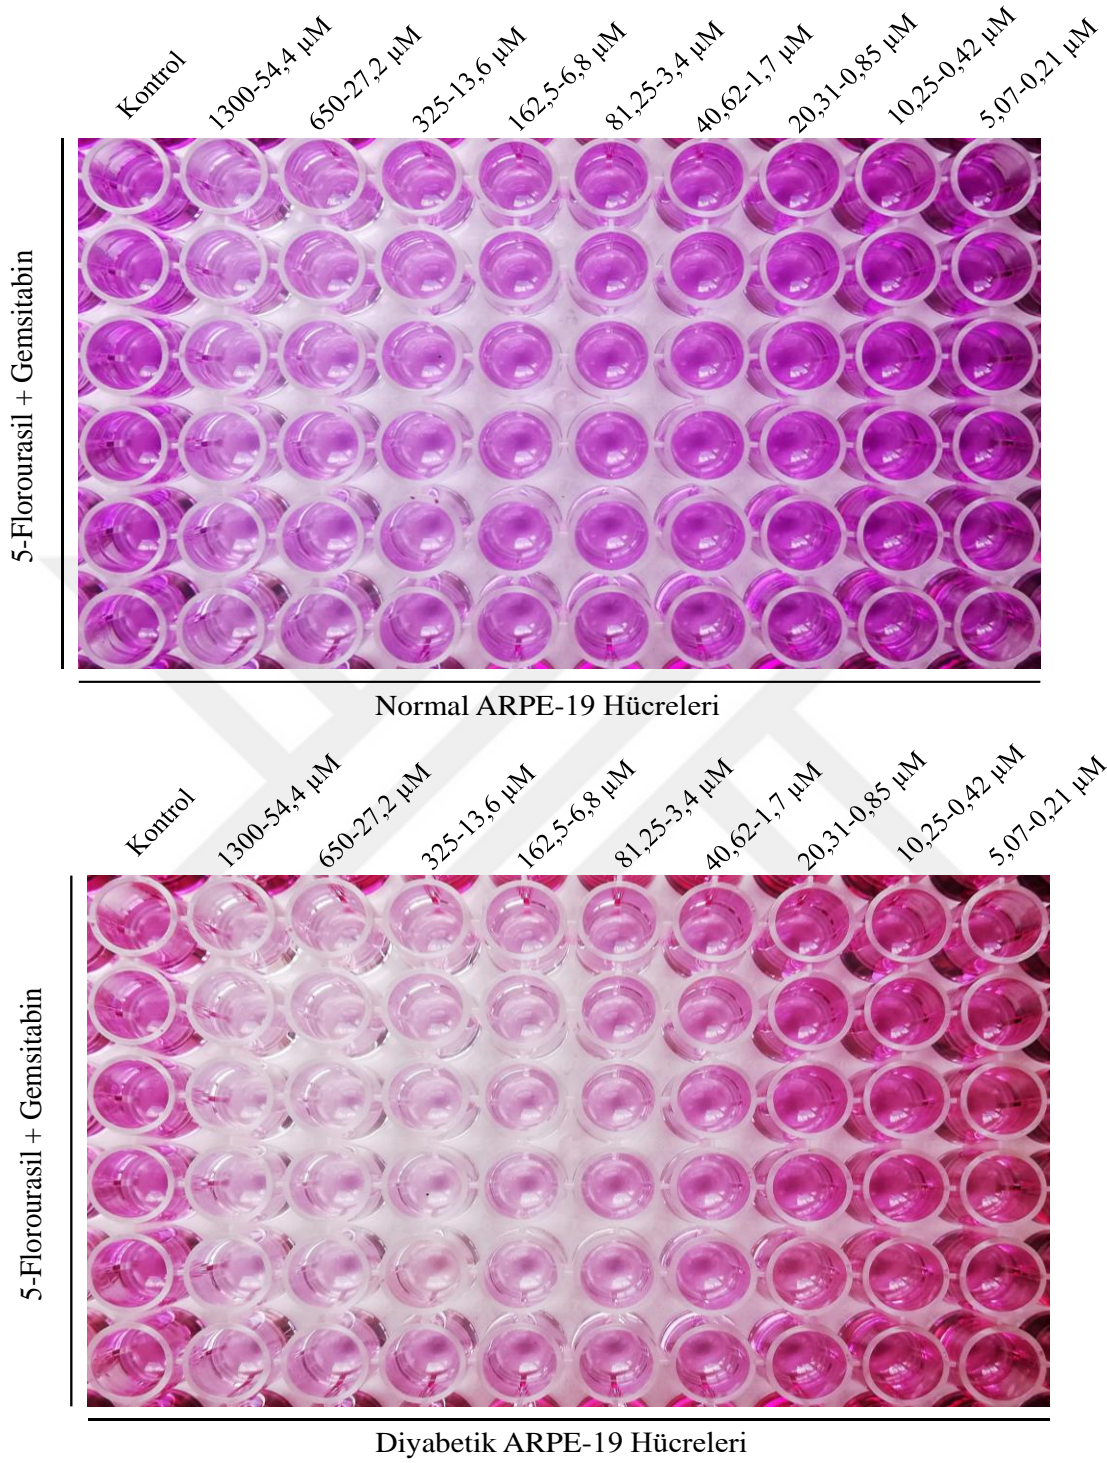 Kontrol
1300-54,4 µM
650-27,2 µM
325-13,6 µM
162,5-6,8 µM
81,25-3,4 µM
40,62-1,7 µM
20,31-0,85 µM
10,25-0,42 µM
5,07-0,21 µM
5-Florourasil + Gemsitabin
Normal ARPE-19 Hücreleri
Kontrol
1300-54,4 µM
650-27,2 µM
325-13,6 µM
162,5-6,8 µM
81,25-3,4 µM
40,62-1,7 µM
20,31-0,85 µM
10,25-0,42 µM
5,07-0,21 µM
5-Florourasil + Gemsitabin
Diyabetik ARPE-19 Hücreleri